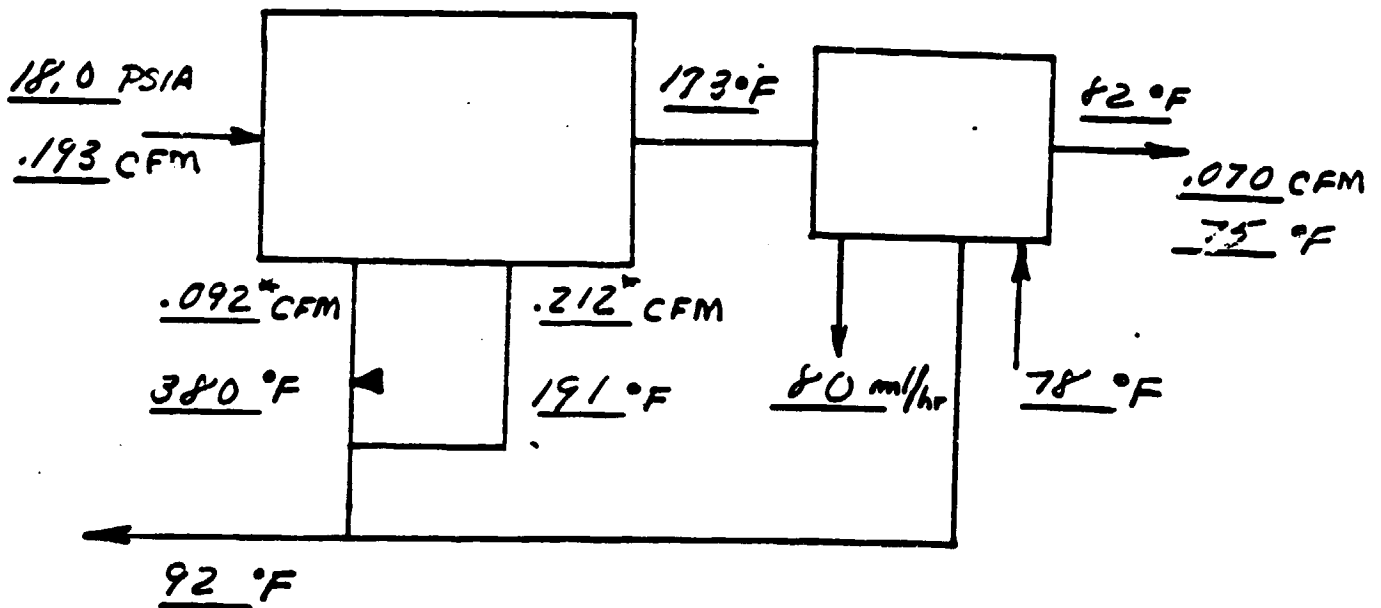 18.0 PSIA
.193 CFM
173°F
82 °F
.070 CFM
75 °F
.092* CFM
.212* CFM
380 °F
191 °F
80 ml/hr
78 °F
92 °F